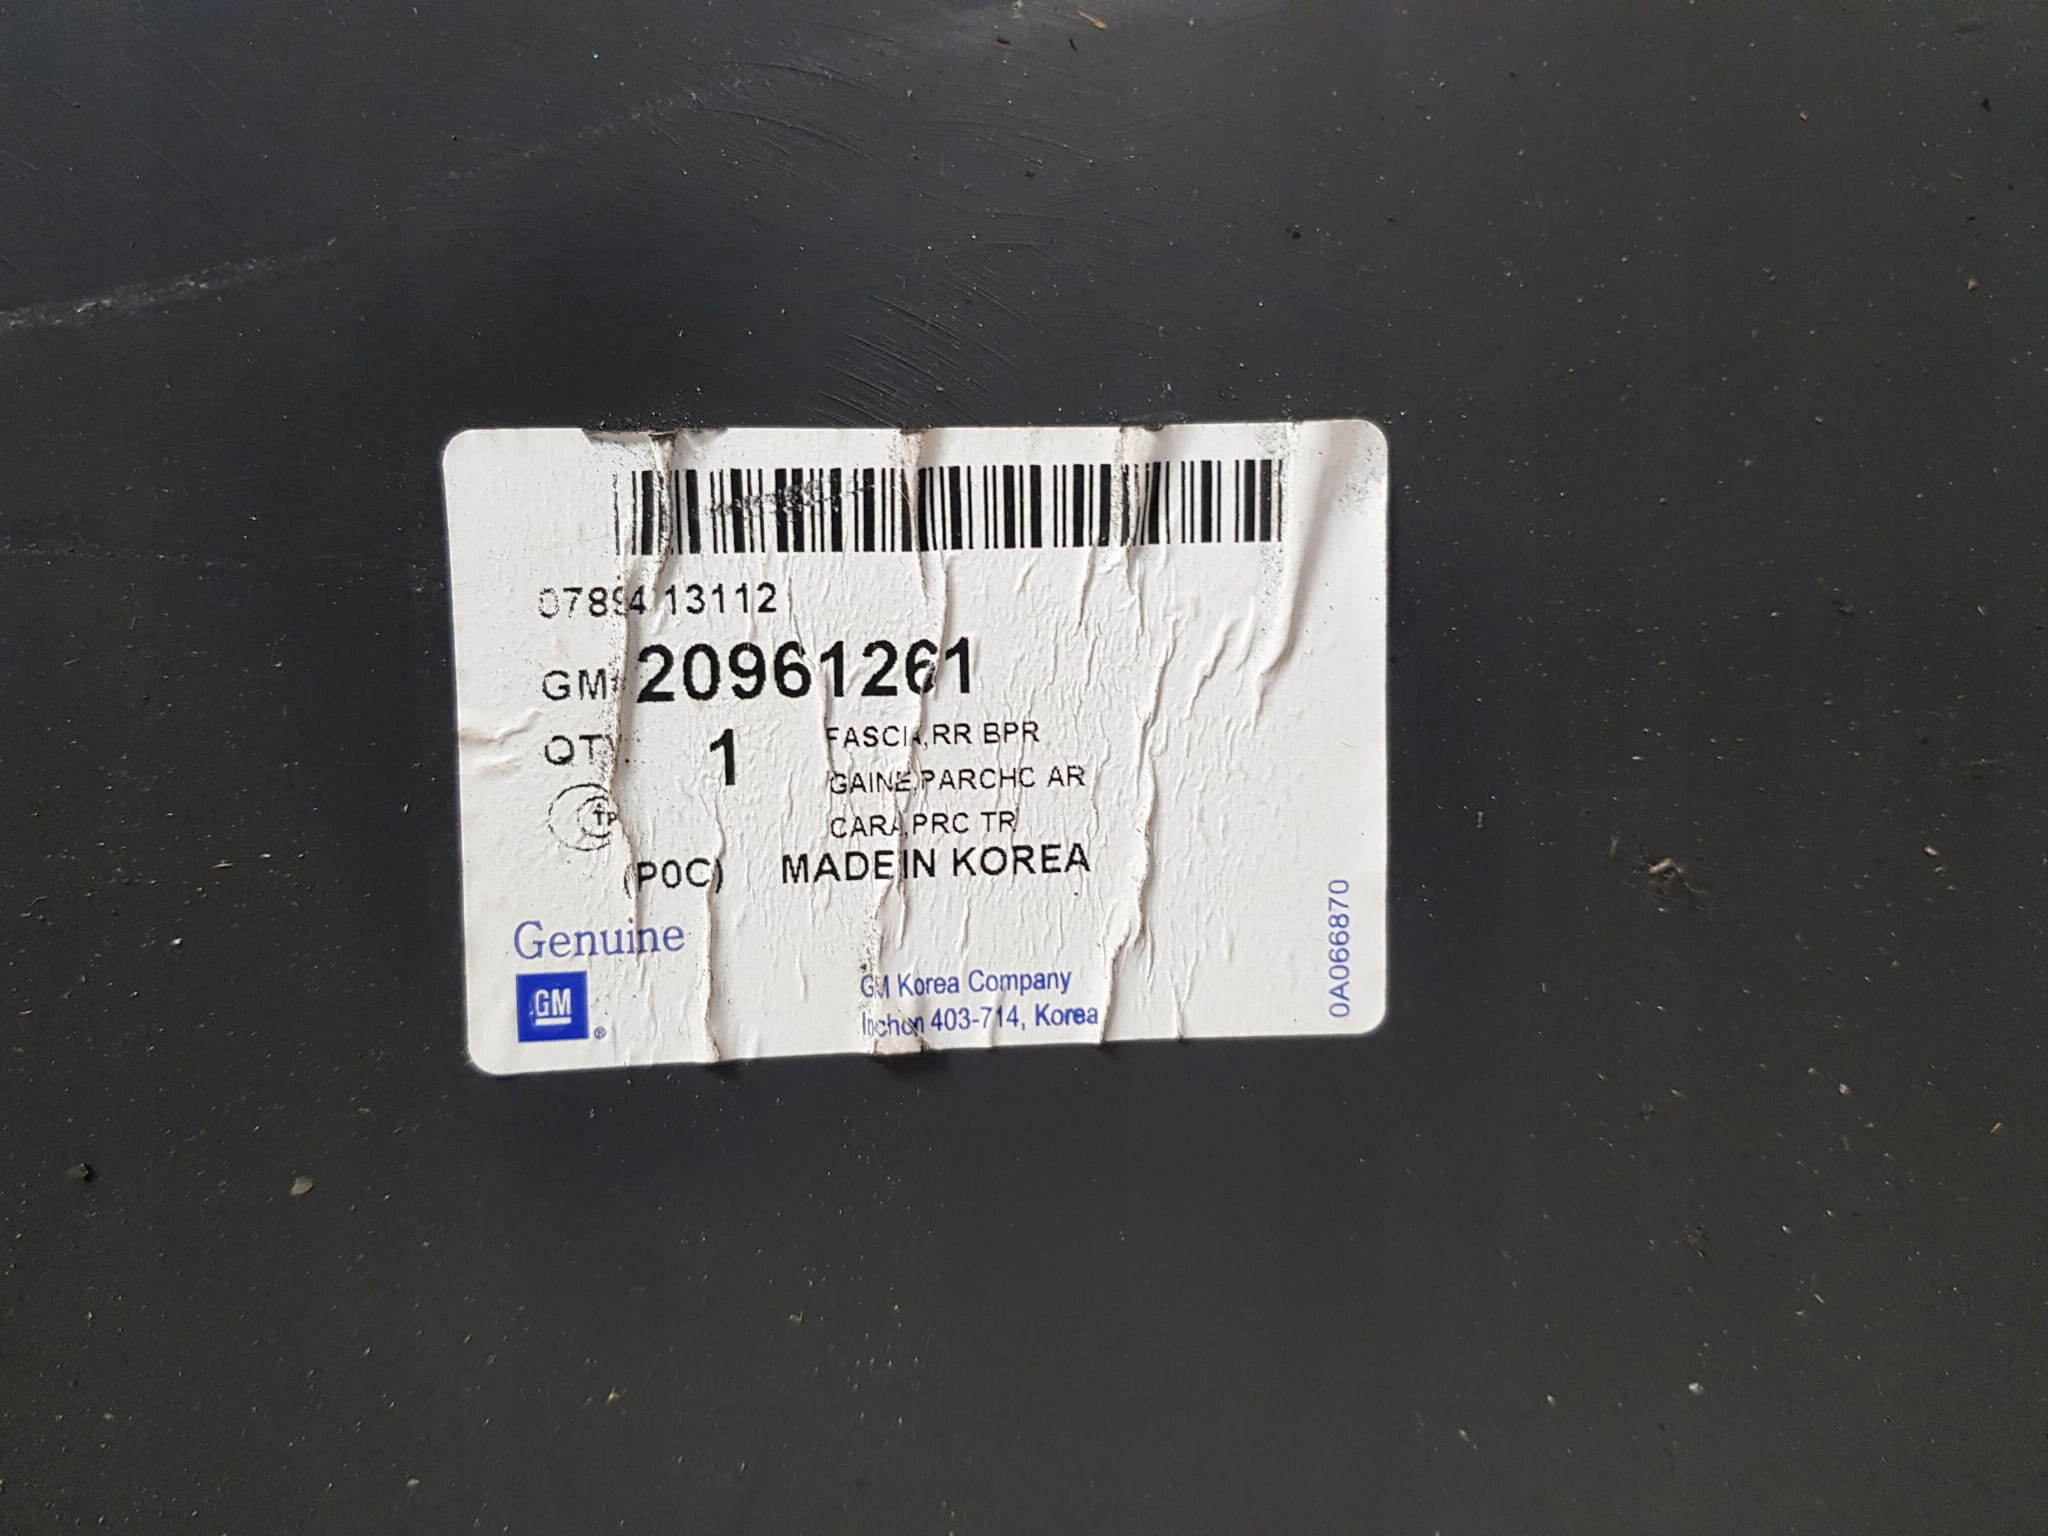 13112
GM# 20961261
QTY 1
FASCIA,RR BPR
GAINE,PARCHC AR
CARA,PRC TR
(P0C) MADE IN KOREA
Genuine
GM ®
GM Korea Company
Inchon 403-714, Korea
0A066870